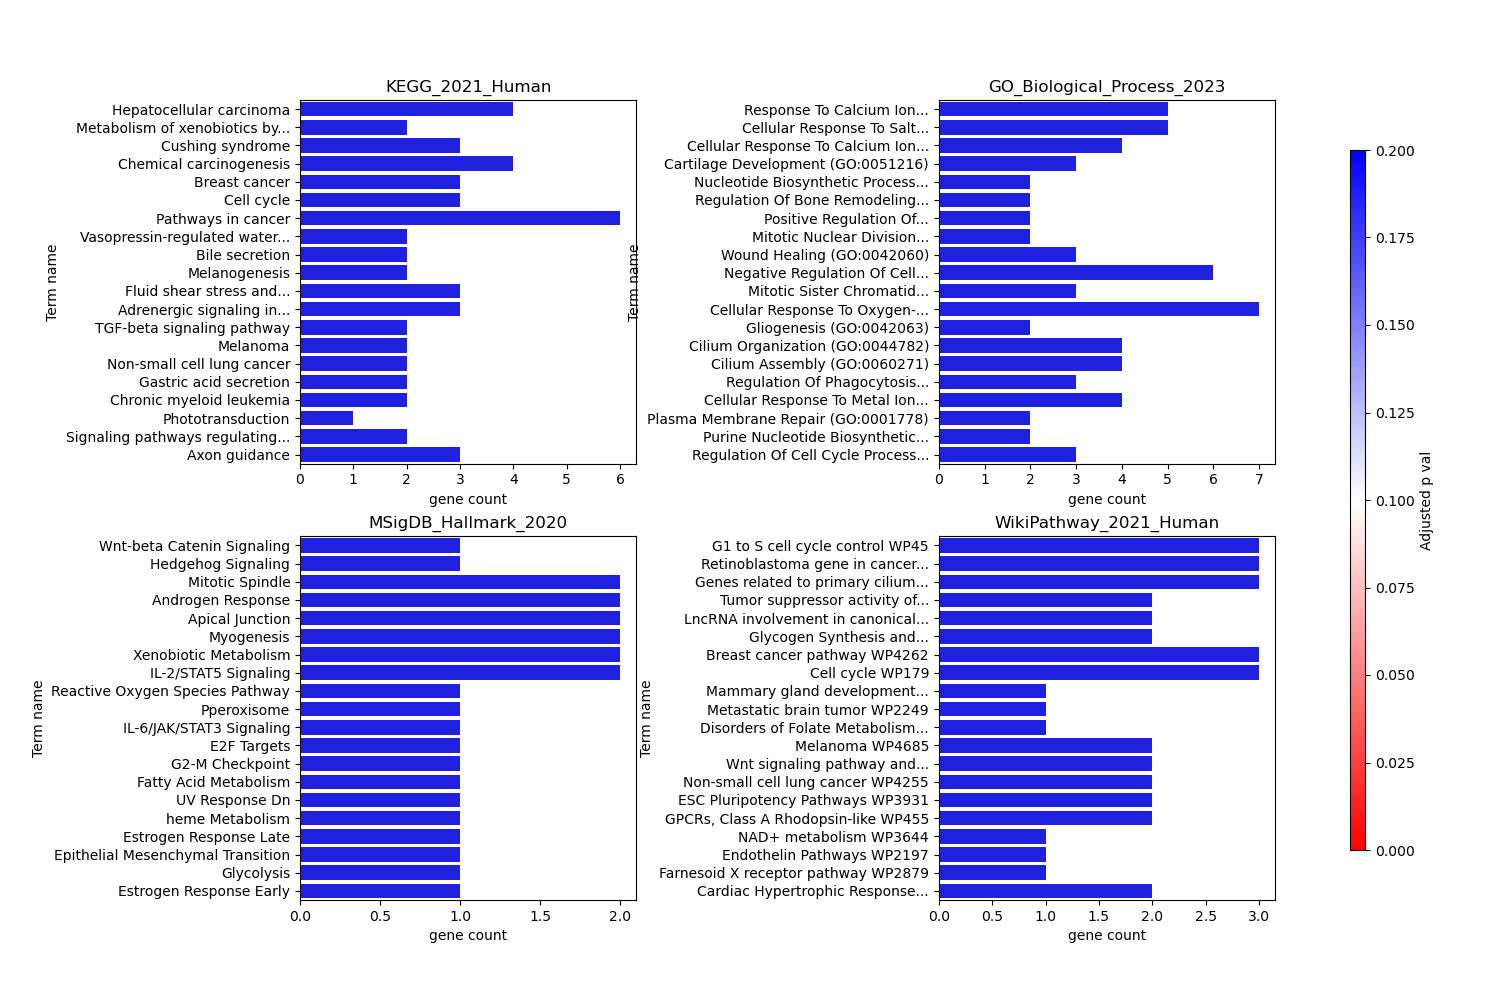 KEGG_2021_Human
Hepatocellular carcinoma
Metabolism of xenobiotics by...
Cushing syndrome
Chemical carcinogenesis
Breast cancer
Cell cycle
Pathways in cancer
Vasopressin-regulated water...
Bile secretion
Melanogenesis
Fluid shear stress and...
Adrenergic signaling in...
TGF-beta signaling pathway
Melanoma
Non-small cell lung cancer
Gastric acid secretion
Chronic myeloid leukemia
Phototransduction
Signaling pathways regulating...
Axon guidance
Term name
0 1 2 3 4 5 6
gene count
GO_Biological_Process_2023
Response To Calcium Ion...
Cellular Response To Salt...
Cellular Response To Calcium Ion...
Cartilage Development (GO:0051216)
Nucleotide Biosynthetic Process...
Regulation Of Bone Remodeling...
Positive Regulation Of...
Mitotic Nuclear Division...
Wound Healing (GO:0042060)
Negative Regulation Of Cell...
Mitotic Sister Chromatid...
Cellular Response To Oxygen-...
Gliogenesis (GO:0042063)
Cilium Organization (GO:0044782)
Cilium Assembly (GO:0060271)
Regulation Of Phagocytosis...
Cellular Response To Metal Ion...
Plasma Membrane Repair (GO:0001778)
Purine Nucleotide Biosynthetic...
Regulation Of Cell Cycle Process...
Term name
0 1 2 3 4 5 6 7
gene count
MSigDB_Hallmark_2020
Wnt-beta Catenin Signaling
Hedgehog Signaling
Mitotic Spindle
Androgen Response
Apical Junction
Myogenesis
Xenobiotic Metabolism
IL-2/STAT5 Signaling
Reactive Oxygen Species Pathway
Pperoxisome
IL-6/JAK/STAT3 Signaling
E2F Targets
G2-M Checkpoint
Fatty Acid Metabolism
UV Response Dn
heme Metabolism
Estrogen Response Late
Epithelial Mesenchymal Transition
Glycolysis
Estrogen Response Early
Term name
0.0 0.5 1.0 1.5 2.0
gene count
WikiPathway_2021_Human
G1 to S cell cycle control WP45
Retinoblastoma gene in cancer...
Genes related to primary cilium...
Tumor suppressor activity of...
LncRNA involvement in canonical...
Glycogen Synthesis and...
Breast cancer pathway WP4262
Cell cycle WP179
Mammary gland development...
Metastatic brain tumor WP2249
Disorders of Folate Metabolism...
Melanoma WP4685
Wnt signaling pathway and...
Non-small cell lung cancer WP4255
ESC Pluripotency Pathways WP3931
GPCRs, Class A Rhodopsin-like WP455
NAD+ metabolism WP3644
Endothelin Pathways WP2197
Farnesoid X receptor pathway WP2879
Cardiac Hypertrophic Response...
Term name
0.0 0.5 1.0 1.5 2.0 2.5 3.0
gene count
0.200
0.175
0.150
0.125
0.100
0.075
0.050
0.025
0.000
Adjusted p val